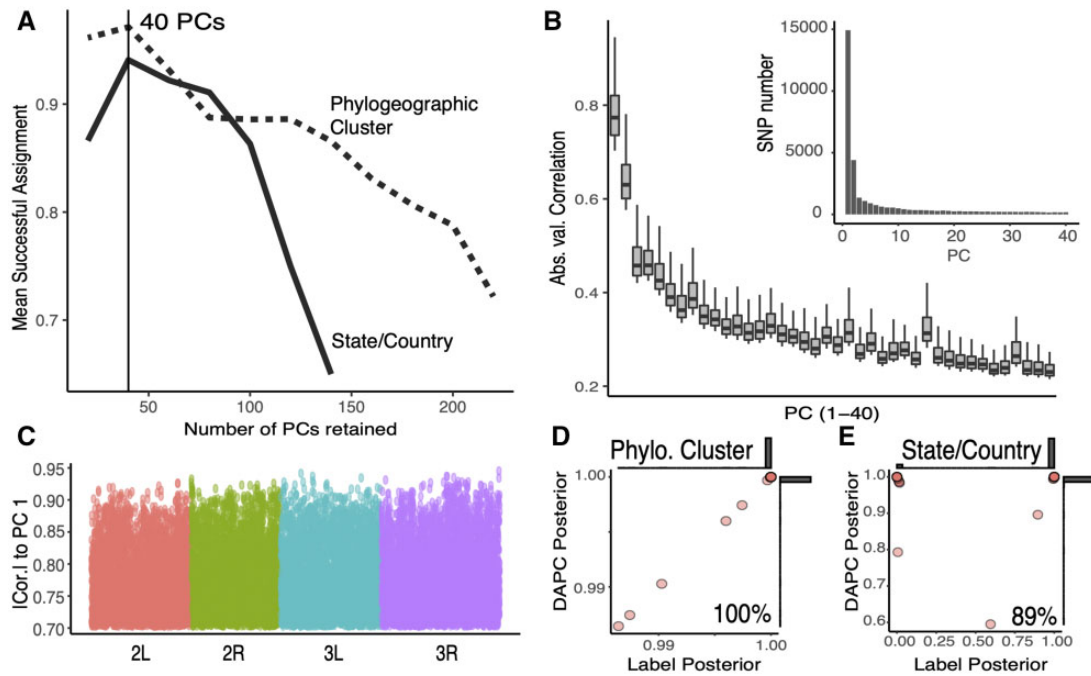 A
40 PCs
Phylogeographic
Cluster
State/Country
Mean Successful Assignment
0.9
0.8
0.7
50
100
150
200
Number of PCs retained
B
Abs. val. Correlation
0.8
0.6
0.4
0.2
PC (1–40)
SNP number
15000
10000
5000
0
0
10
20
30
40
PC
C
|Cor.| to PC 1
0.95
0.90
0.85
0.80
0.75
0.70
2L
2R
3L
3R
D
Phylo. Cluster
DAPC Posterior
1.00
0.99
100%
0.99
1.00
Label Posterior
E
State/Country
DAPC Posterior
1.00
0.9
0.8
0.7
0.6
89%
0.00
0.25
0.50
0.75
1.00
Label Posterior